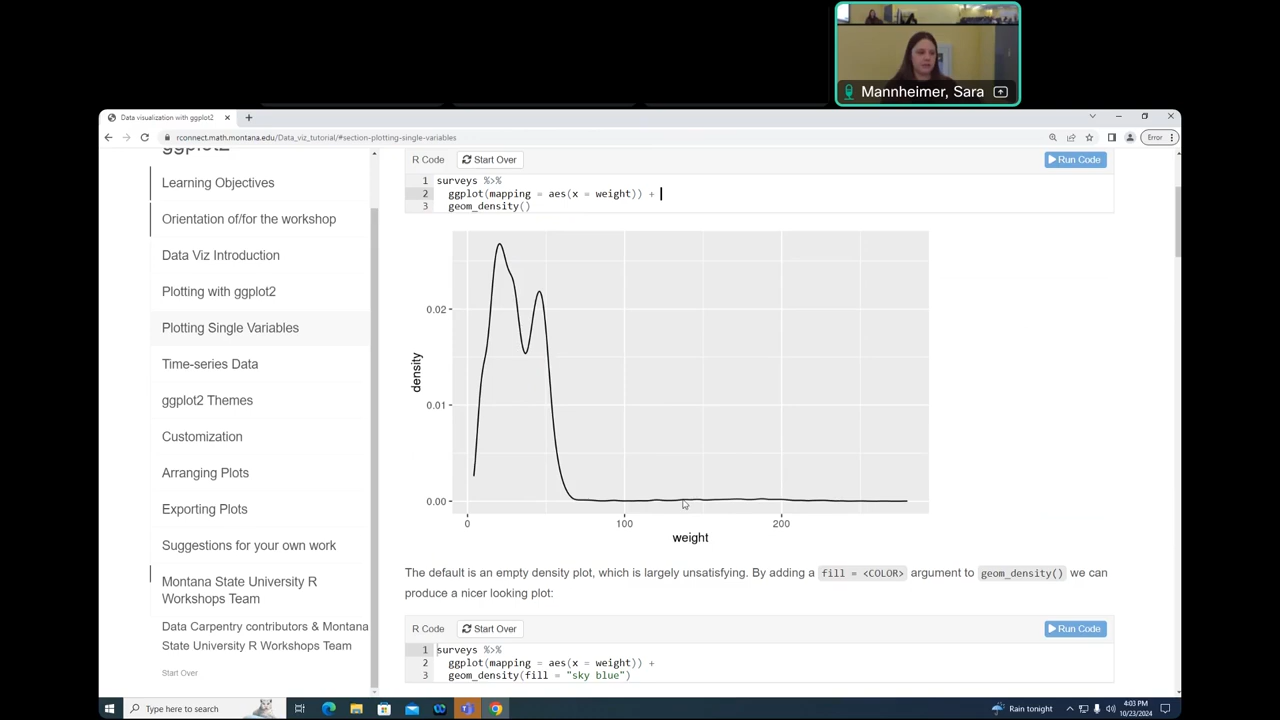 Mannheimer, Sara
Data visualization with ggplot2
rconnect.math.montana.edu/Data_viz_tutorial/#section-plotting-single-variables
Error
ggplot2
Learning Objectives
Orientation of/for the workshop
Data Viz Introduction
Plotting with ggplot2
Plotting Single Variables
Time-series Data
ggplot2 Themes
Customization
Arranging Plots
Exporting Plots
Suggestions for your own work
Montana State University R
Workshops Team
Data Carpentry contributors & Montana
State University R Workshops Team
Start Over
R Code Start Over Run Code
1 surveys %>%
2 ggplot(mapping = aes(x = weight)) +
3 geom_density()
density
0.02
0.01
0.00
0 100 200
weight
The default is an empty density plot, which is largely unsatisfying. By adding a fill = <COLOR> argument to geom_density() we can
produce a nicer looking plot:
R Code Start Over Run Code
1 surveys %>%
2 ggplot(mapping = aes(x = weight)) +
3 geom_density(fill = "sky blue")
Type here to search
Rain tonight
4:03 PM
10/23/2024